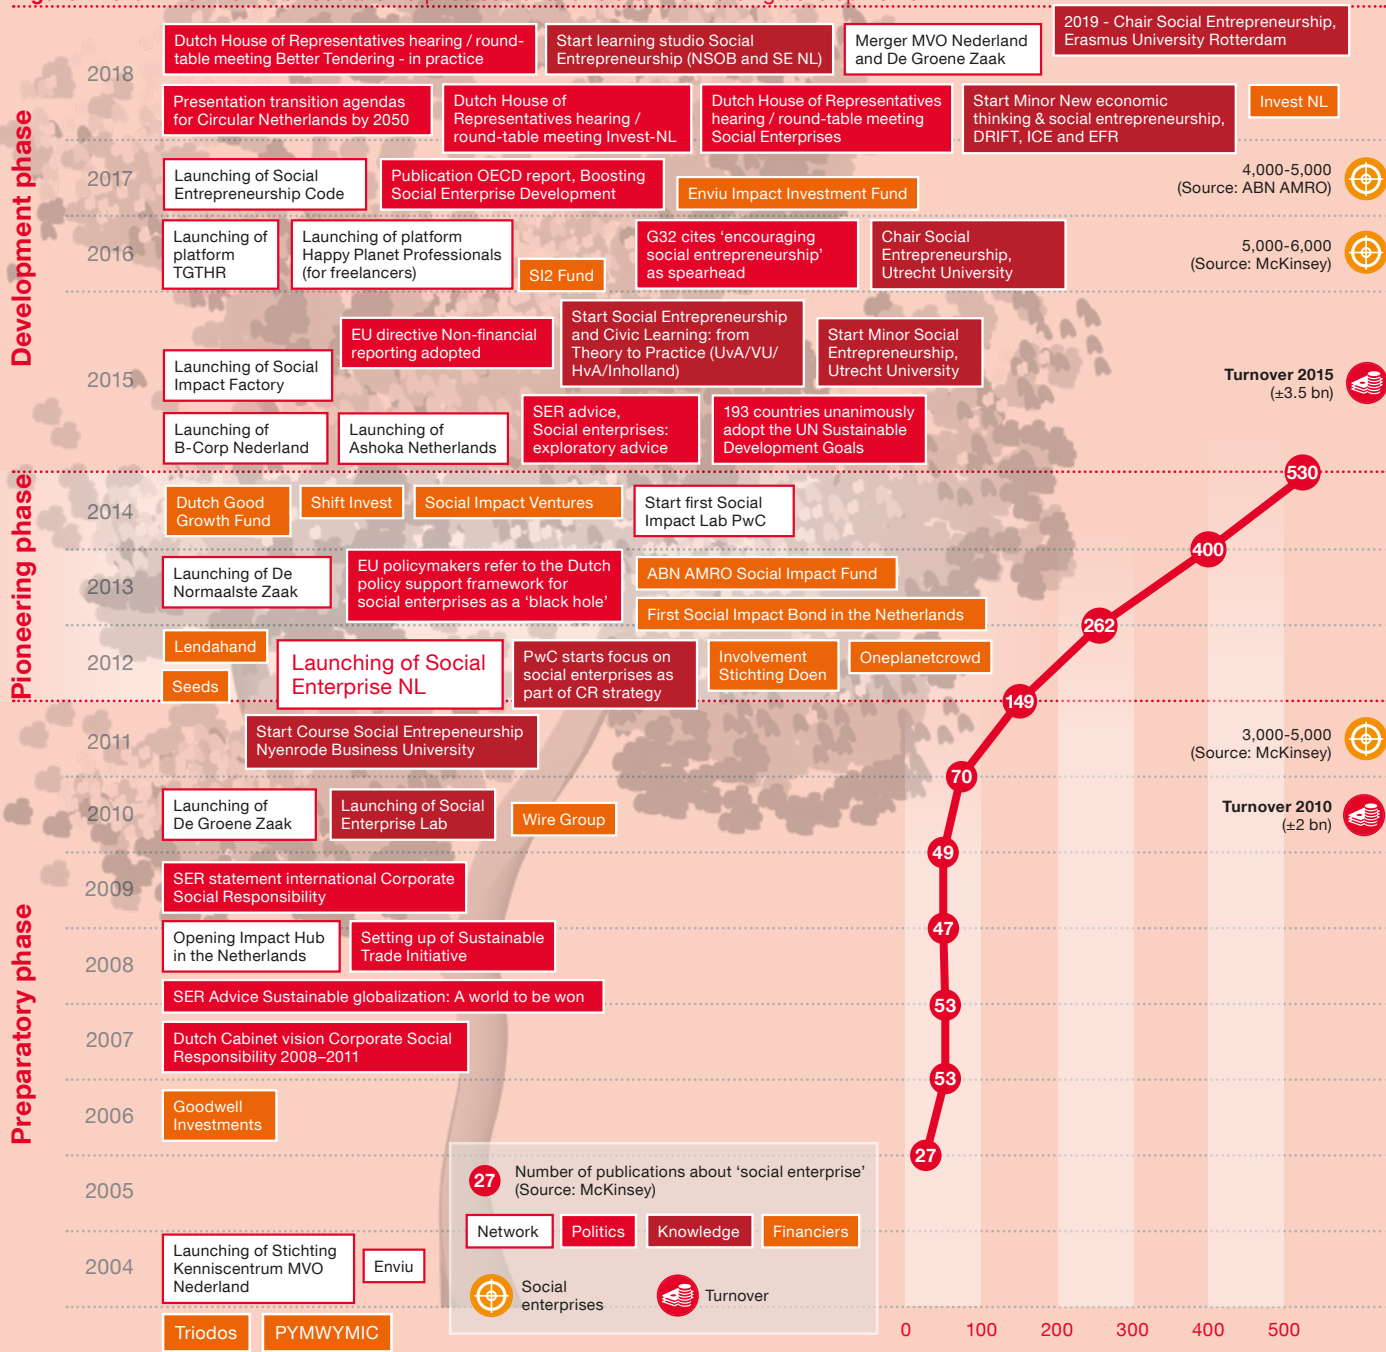 2019 - Chair Social Entrepreneurship,
Erasmus University Rotterdam
Dutch House of Representatives hearing / round-
table meeting Better Tendering - in practice
Start learning studio Social
Entrepreneurship (NSOB and SE NL)
Merger MVO Nederland
and De Groene Zaak
2018
Presentation transition agendas
for Circular Netherlands by 2050
Dutch House of
Representatives hearing /
round-table meeting Invest-NL
Dutch House of Representatives
hearing / round-table meeting
Social Enterprises
Start Minor New economic
thinking & social entrepreneurship,
DRIFT, ICE and EFR
Invest NL
Development phase
2017
Launching of Social
Entrepreneurship Code
Publication OECD report, Boosting
Social Enterprise Development
Enviu Impact Investment Fund
4,000-5,000
(Source: ABN AMRO)
2016
Launching of
platform
TGTHR
Launching of platform
Happy Planet Professionals
(for freelancers)
SI2 Fund
G32 cites ‘encouraging
social entrepreneurship’
as spearhead
Chair Social
Entrepreneurship,
Utrecht University
5,000-6,000
(Source: McKinsey)
2015
Launching of Social
Impact Factory
EU directive Non-financial
reporting adopted
Start Social Entrepreneurship
and Civic Learning: from
Theory to Practice (UvA/VU/
HvA/Inholland)
Start Minor Social
Entrepreneurship,
Utrecht University
Turnover 2015
(±3.5 bn)
Launching of
B-Corp Nederland
Launching of
Ashoka Netherlands
SER advice,
Social enterprises:
exploratory advice
193 countries unanimously
adopt the UN Sustainable
Development Goals
530
Pioneering phase
2014
Dutch Good
Growth Fund
Shift Invest
Social Impact Ventures
Start first Social
Impact Lab PwC
400
2013
Launching of De
Normaalste Zaak
EU policymakers refer to the Dutch
policy support framework for
social enterprises as a ‘black hole’
ABN AMRO Social Impact Fund
First Social Impact Bond in the Netherlands
262
2012
Lendahand
Seeds
Launching of Social
Enterprise NL
PwC starts focus on
social enterprises as
part of CR strategy
Involvement
Stichting Doen
Oneplanetcrowd
149
2011
Start Course Social Entrepeneurship
Nyenrode Business University
3,000-5,000
(Source: McKinsey)
70
2010
Launching of
De Groene Zaak
Launching of Social
Enterprise Lab
Wire Group
Turnover 2010
(±2 bn)
49
Preparatory phase
2009
SER statement international Corporate
Social Responsibility
47
2008
Opening Impact Hub
in the Netherlands
Setting up of Sustainable
Trade Initiative
SER Advice Sustainable globalization: A world to be won
53
2007
Dutch Cabinet vision Corporate Social
Responsibility 2008–2011
53
2006
Goodwell
Investments
27
2005
2004
Launching of Stichting
Kenniscentrum MVO
Nederland
Enviu
Triodos
PYMWYMIC
27
Number of publications about ‘social enterprise’
(Source: McKinsey)
Network
Politics
Knowledge
Financiers
Social
enterprises
Turnover
0 100 200 300 400 500